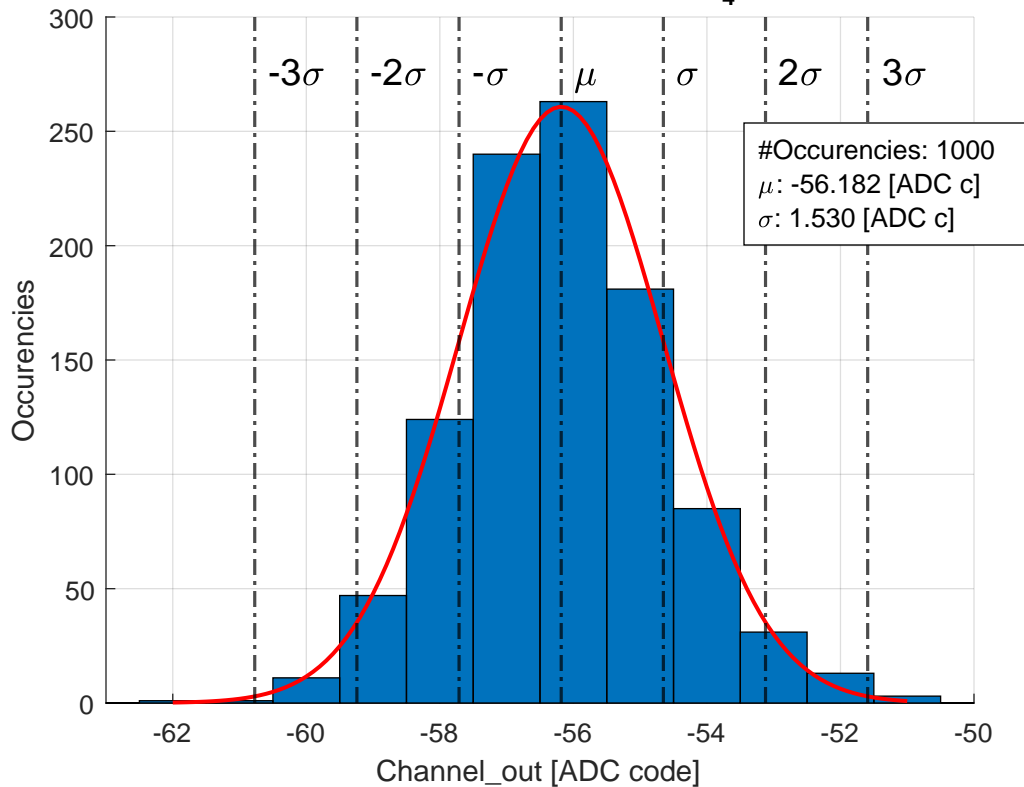 4
300
250
200
150
100
50
0
-3σ
-2σ
-σ
μ
σ
2σ
3σ
#Occurencies: 1000
μ: -56.182 [ADC c]
σ: 1.530 [ADC c]
Occurencies
-62
-60
-58
-56
-54
-52
-50
Channel_out [ADC code]